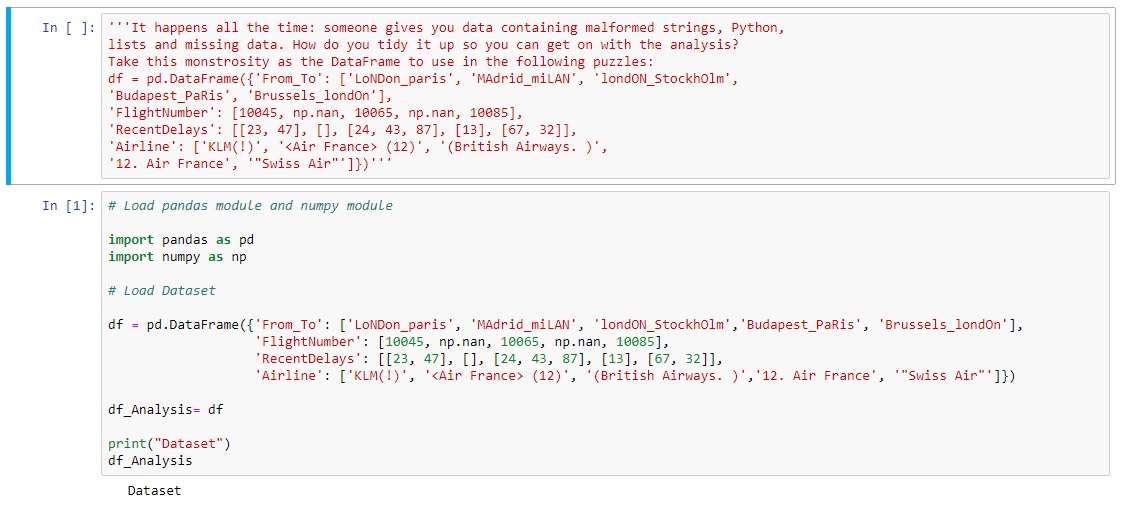 In [ ]: '''It happens all the time: someone gives you data containing malformed strings, Python,
lists and missing data. How do you tidy it up so you can get on with the analysis?
Take this monstrosity as the DataFrame to use in the following puzzles:
df = pd.DataFrame({'From_To': ['LoNDon_paris', 'MAdrid_miLAN', 'londON_StockhOlm',
'Budapest_PaRis', 'Brussels_londOn'],
'FlightNumber': [10045, np.nan, 10065, np.nan, 10085],
'RecentDelays': [[23, 47], [], [24, 43, 87], [13], [67, 32]],
'Airline': ['KLM(!)', '<Air France> (12)', '(British Airways. )',
'12. Air France', '"Swiss Air"']})'''
In [1]: # Load pandas module and numpy module
import pandas as pd
import numpy as np
# Load Dataset
df = pd.DataFrame({'From_To': ['LoNDon_paris', 'MAdrid_miLAN', 'londON_StockhOlm','Budapest_PaRis', 'Brussels_londOn'],
'FlightNumber': [10045, np.nan, 10065, np.nan, 10085],
'RecentDelays': [[23, 47], [], [24, 43, 87], [13], [67, 32]],
'Airline': ['KLM(!)', '<Air France> (12)', '(British Airways. )','12. Air France', '"Swiss Air"']})
df_Analysis= df
print("Dataset")
df_Analysis
Dataset